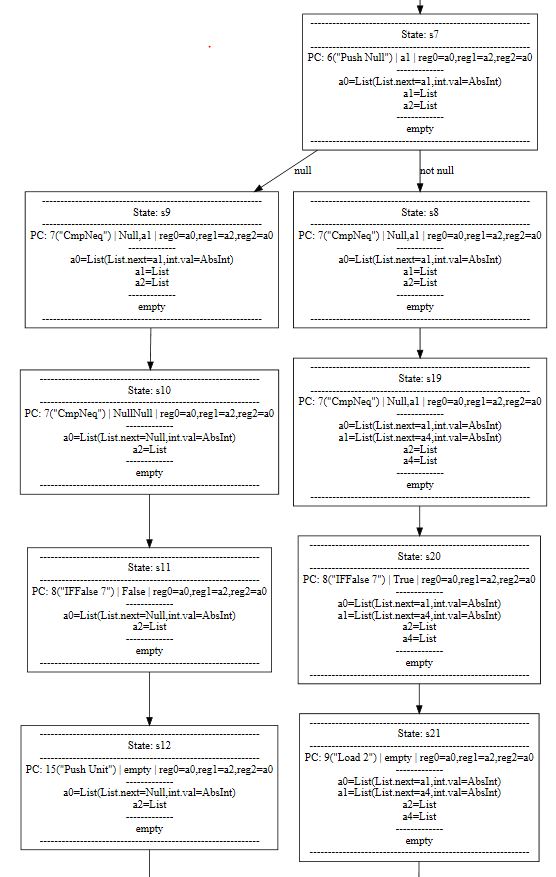 State: s7
PC: 6("Push Null") | a1 | reg0=a0,reg1=a2,reg2=a0
-------------
a0=List(List.next=a1,int.val=AbsInt)
a1=List
a2=List
-------------
empty
null
not null
State: s9
PC: 7("CmpNeq") | Null,a1 | reg0=a0,reg1=a2,reg2=a0
-------------
a0=List(List.next=a1,int.val=AbsInt)
a1=List
a2=List
-------------
empty
State: s8
PC: 7("CmpNeq") | Null,a1 | reg0=a0,reg1=a2,reg2=a0
-------------
a0=List(List.next=a1,int.val=AbsInt)
a1=List
a2=List
-------------
empty
State: s10
PC: 7("CmpNeq") | NullNull | reg0=a0,reg1=a2,reg2=a0
-------------
a0=List(List.next=Null,int.val=AbsInt)
a2=List
-------------
empty
State: s19
PC: 7("CmpNeq") | Null,a1 | reg0=a0,reg1=a2,reg2=a0
-------------
a0=List(List.next=a1,int.val=AbsInt)
a1=List(List.next=a4,int.val=AbsInt)
a2=List
a4=List
-------------
empty
State: s11
PC: 8("IFFalse 7") | False | reg0=a0,reg1=a2,reg2=a0
-------------
a0=List(List.next=Null,int.val=AbsInt)
a2=List
-------------
empty
State: s20
PC: 8("IFFalse 7") | True | reg0=a0,reg1=a2,reg2=a0
-------------
a0=List(List.next=a1,int.val=AbsInt)
a1=List(List.next=a4,int.val=AbsInt)
a2=List
a4=List
-------------
empty
State: s12
PC: 15("Push Unit") | empty | reg0=a0,reg1=a2,reg2=a0
-------------
a0=List(List.next=Null,int.val=AbsInt)
a2=List
-------------
empty
State: s21
PC: 9("Load 2") | empty | reg0=a0,reg1=a2,reg2=a0
-------------
a0=List(List.next=a1,int.val=AbsInt)
a1=List(List.next=a4,int.val=AbsInt)
a2=List
a4=List
-------------
empty